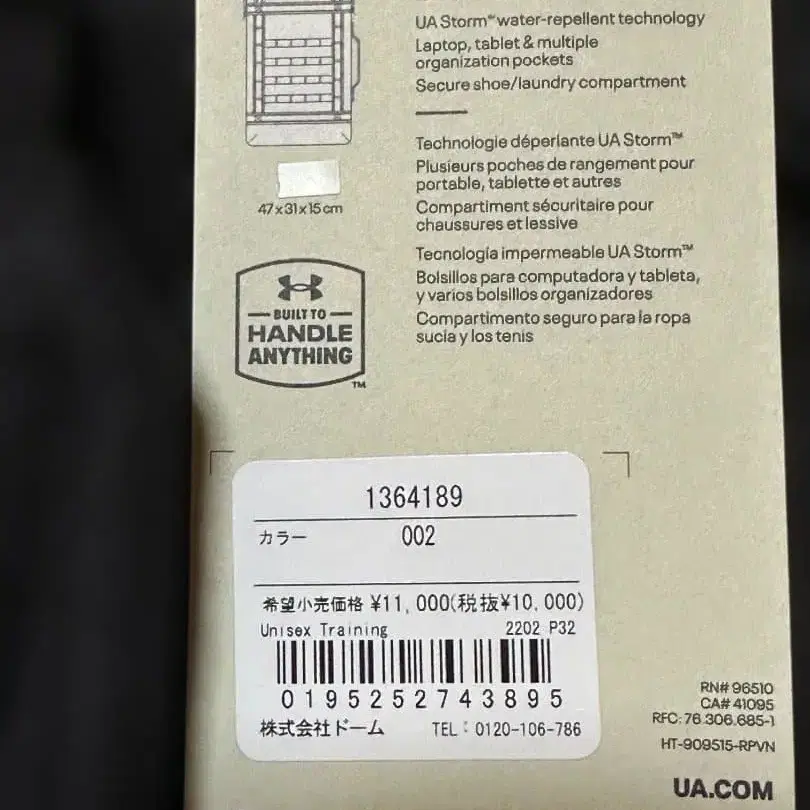 UA Storm™ water-repellent technology
Laptop, tablet & multiple
organization pockets
Secure shoe/laundry compartment
Technologie déperlante UA Storm™
Plusieurs poches de rangement pour
portable, tablette et autres
Compartiment sécuritaire pour
chaussures et lessive
Tecnología impermeable UA Storm™
Bolsillos para computadora y tableta,
y varios bolsillos organizadores
Compartimento seguro para la ropa
sucia y los tenis
47 x 31 x 15 cm
BUILT TO
HANDLE
ANYTHING
TM
1364189
カラー 002
希望小売価格 ¥11,000(税抜¥10,000)
Unisex Training 2202 P32
0195252743895
株式会社ドーム TEL: 0120-106-786
RN# 96510
CA# 41095
RFC: 76.306.685-1
HT-909515-RPVN
UA.COM